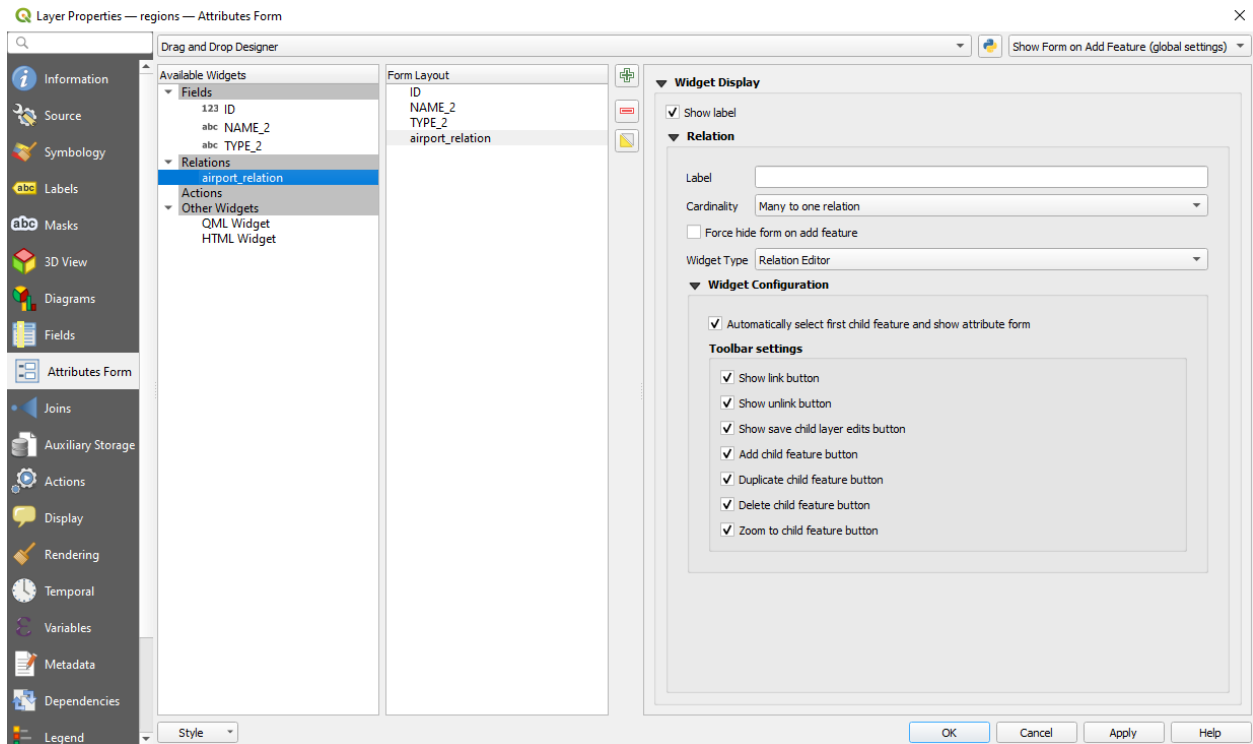 Layer Properties — regions — Attributes Form
Drag and Drop Designer
Show Form on Add Feature (global settings)
Information
Source
Symbology
abc Labels
abc Masks
3D View
Diagrams
Fields
Attributes Form
Joins
Auxiliary Storage
Actions
Display
Rendering
Temporal
Variables
Metadata
Dependencies
Legend
Available Widgets
Fields
123 ID
abc NAME_2
abc TYPE_2
Relations
airport_relation
Actions
Other Widgets
QML Widget
HTML Widget
Form Layout
ID
NAME_2
TYPE_2
airport_relation
Widget Display
Show label
Relation
Label
Cardinality Many to one relation
Force hide form on add feature
Widget Type Relation Editor
Widget Configuration
Automatically select first child feature and show attribute form
Toolbar settings
Show link button
Show unlink button
Show save child layer edits button
Add child feature button
Duplicate child feature button
Delete child feature button
Zoom to child feature button
Style
OK Cancel Apply Help